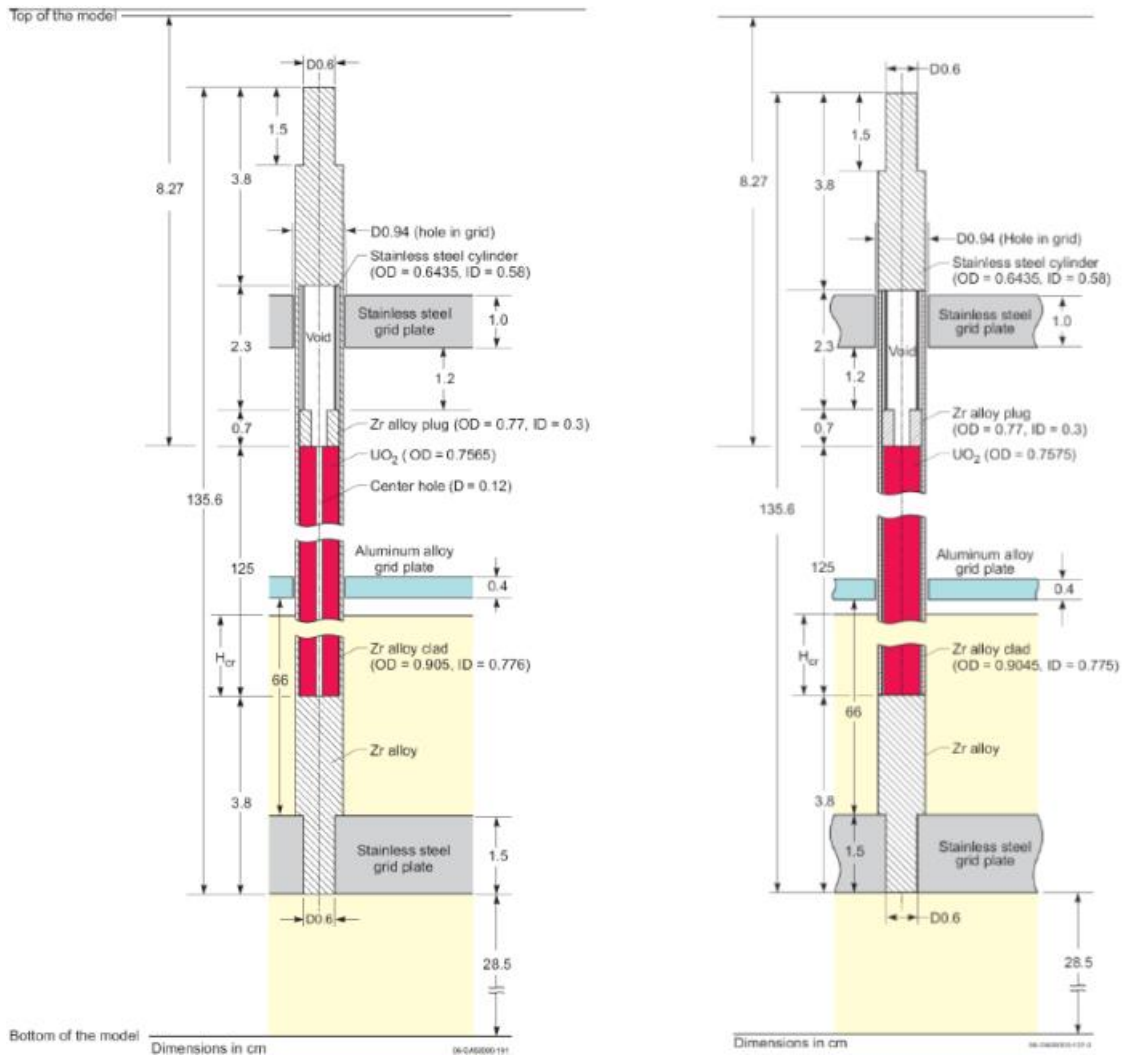 Top of the model
D0.6
1.5
3.8
8.27
D0.94 (hole in grid)
Stainless steel cylinder
(OD = 0.6435, ID = 0.58)
Stainless steel
grid plate
1.0
Void
2.3
1.2
0.7
Zr alloy plug (OD = 0.77, ID = 0.3)
UO2 ( OD = 0.7565)
Center hole (D = 0.12)
135.6
Aluminum alloy
grid plate
125
0.4
Zr alloy clad
(OD = 0.905, ID = 0.776)
Hcr
66
Zr alloy
3.8
Stainless steel
grid plate
1.5
D0.6
28.5
Bottom of the model
Dimensions in cm
D0.6
1.5
3.8
8.27
D0.94 (Hole in grid)
Stainless steel cylinder
(OD = 0.6435, ID = 0.58)
Stainless steel
grid plate
1.0
Void
2.3
1.2
0.7
Zr alloy plug
(OD = 0.77, ID = 0.3)
UO2 (OD = 0.7575)
135.6
Aluminum alloy
grid plate
125
0.4
Zr alloy clad
(OD = 0.9045, ID = 0.775)
Hcr
66
Zr alloy
3.8
1.5
Stainless steel
grid plate
D0.6
28.5
Dimensions in cm